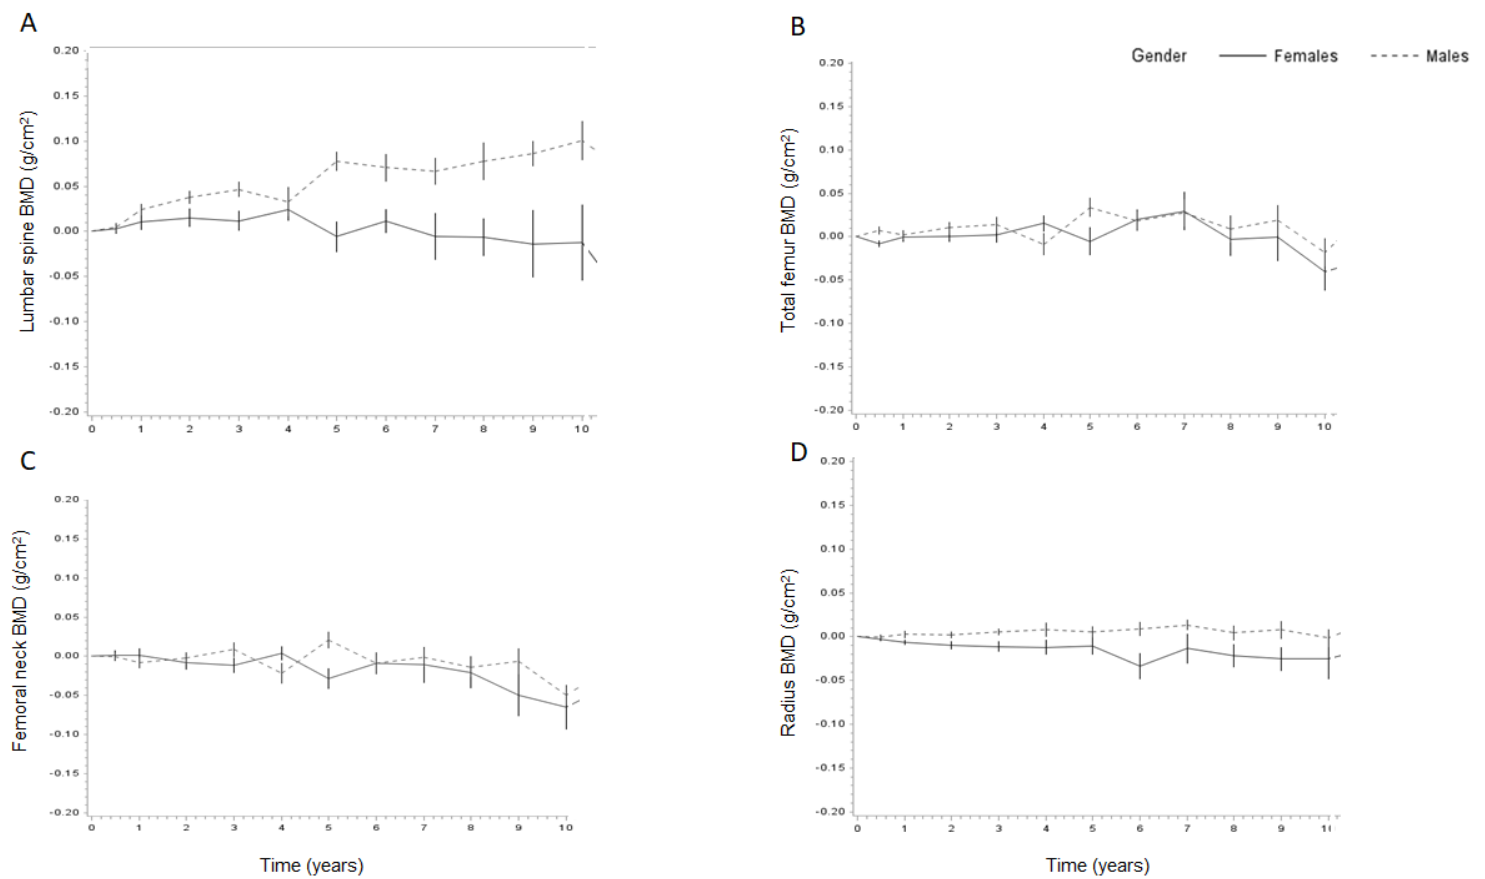 A
0.20
0.15
0.10
0.05
0.00
-0.05
-0.10
-0.15
-0.20
Lumbar spine BMD (g/cm²)
0 1 2 3 4 5 6 7 8 9 10
B
Gender Females Males
0.20
0.15
0.10
0.05
0.00
-0.05
-0.10
-0.15
-0.20
Total femur BMD (g/cm²)
0 1 2 3 4 5 6 7 8 9 10
C
0.20
0.15
0.10
0.05
0.00
-0.05
-0.10
-0.15
-0.20
Femoral neck BMD (g/cm²)
0 1 2 3 4 5 6 7 8 9 10
Time (years)
D
0.20
0.15
0.10
0.05
0.00
-0.05
-0.10
-0.15
-0.20
Radius BMD (g/cm²)
0 1 2 3 4 5 6 7 8 9
Time (years)